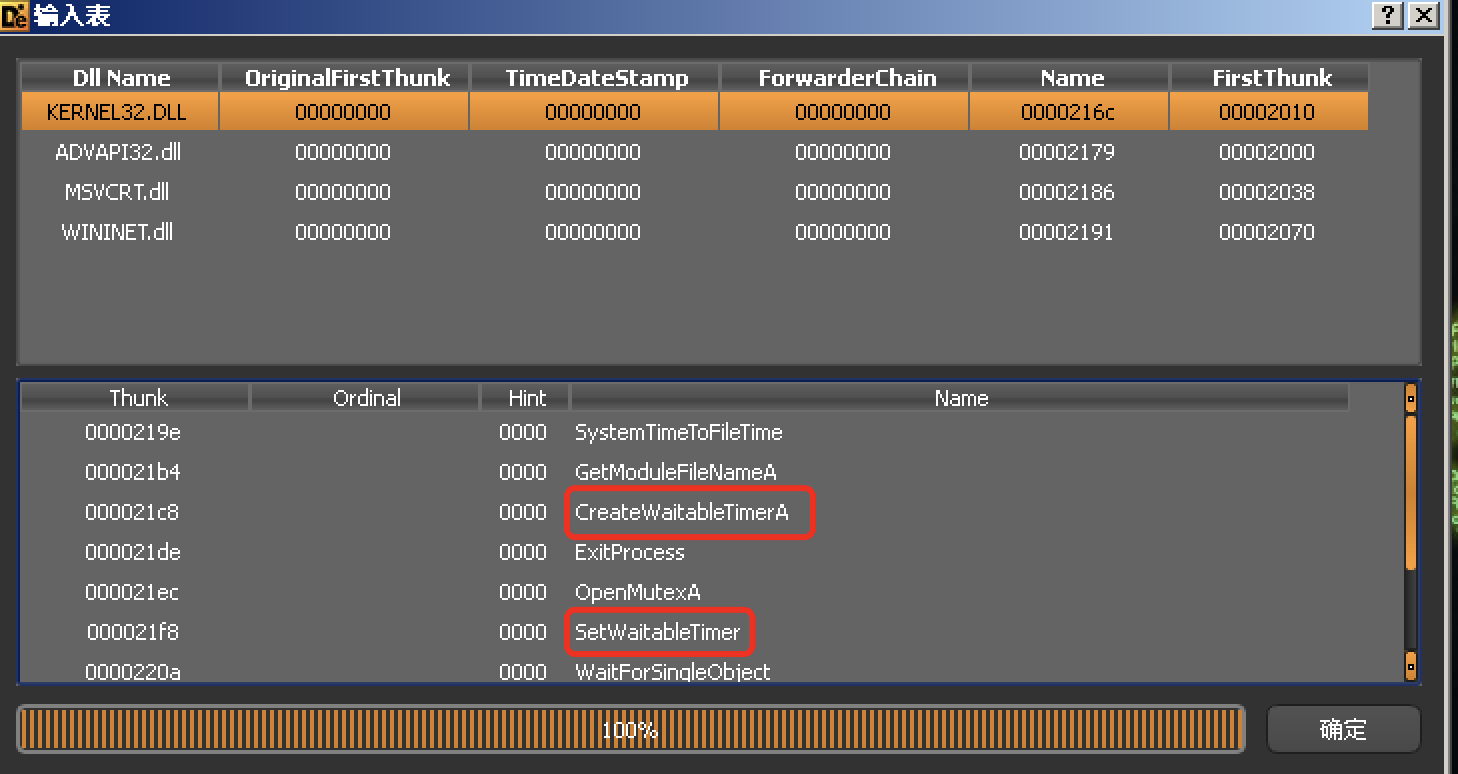 De 输入表
Dll Name OriginalFirstThunk TimeDateStamp ForwarderChain Name FirstThunk
KERNEL32.DLL 00000000 00000000 00000000 0000216c 00002010
ADVAPI32.dll 00000000 00000000 00000000 00002179 00002000
MSVCRT.dll 00000000 00000000 00000000 00002186 00002038
WININET.dll 00000000 00000000 00000000 00002191 00002070
Thunk Ordinal Hint Name
0000219e 0000 SystemTimeToFileTime
000021b4 0000 GetModuleFileNameA
000021c8 0000 CreateWaitableTimerA
000021de 0000 ExitProcess
000021ec 0000 OpenMutexA
000021f8 0000 SetWaitableTimer
0000220a 0000 WaitForSingleObject
100% 确定